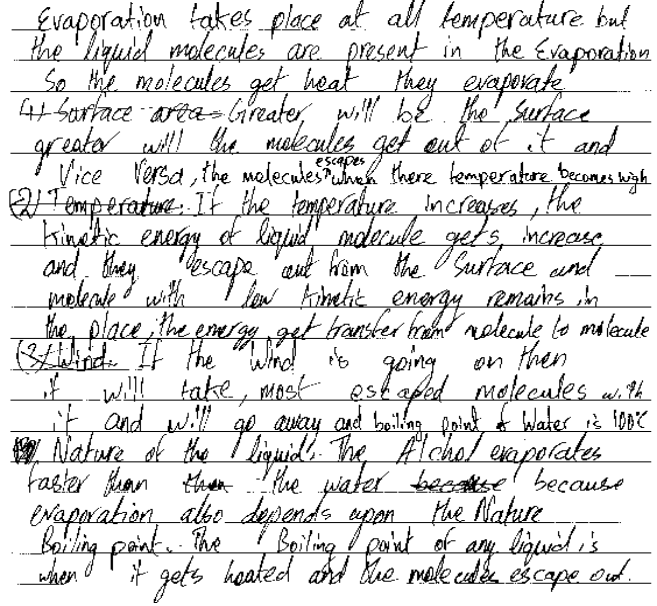 Evaporation takes place at all temperature but
the liquid molecules are present in the Evaporation
So the molecules get heat they evaporate
(1) Surface area = Greater will be the surface
greater will the molecules get out of it and
Vice Versa, the molecules escapes when there temperature becomes high
(2) Temperature: If the temperature increases, the
Kinetic energy of liquid molecule gets increase
and they escape out from the surface and
molecule with low kinetic energy remains in
the place, the energy get transfer from molecule to molecule
(3) Wind. If the wind is going on then
it will take most escaped molecules with
it and will go away and boiling point of Water is 100°C
Nature of the liquid. The Alchol evaporates
faster than then the water because because
evaporation also depends upon the Nature
Boiling point. The Boiling point of any liquid is
when it gets heated and the molecules escape out.